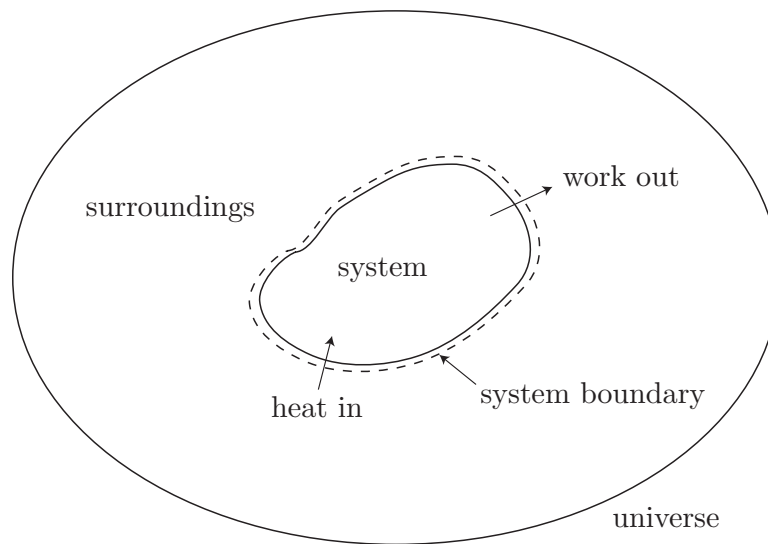 work out
surroundings
system
system boundary
heat in
universe